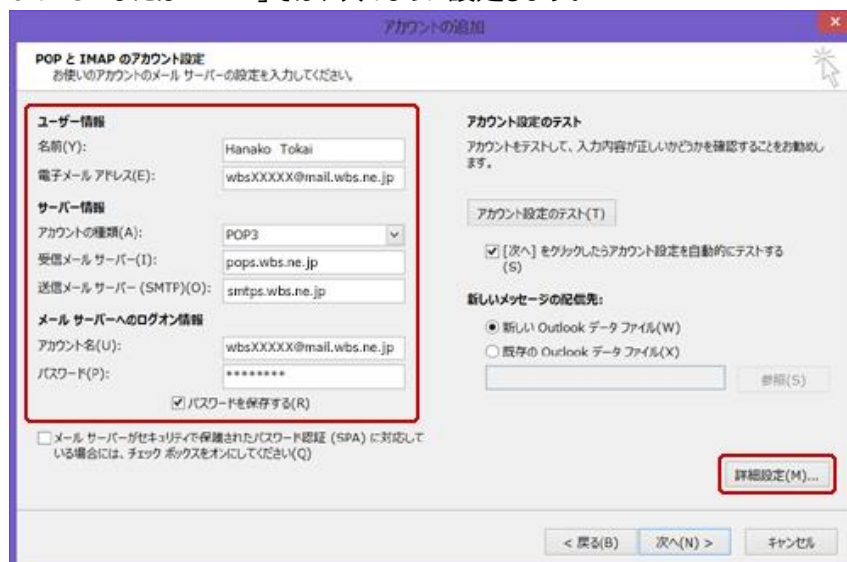 アカウントの追加
POP と IMAP のアカウント設定
お使いのアカウントのメール サーバーの設定を入力してください。
ユーザー情報
名前(Y):
Hanako Tokai
電子メール アドレス(E):
wbsXXXXX@mail.wbs.ne.jp
サーバー情報
アカウントの種類(A):
POP3
受信メール サーバー(I):
pops.wbs.ne.jp
送信メール サーバー (SMTP)(O):
smtps.wbs.ne.jp
メール サーバーへのログオン情報
アカウント名(U):
wbsXXXXX@mail.wbs.ne.jp
パスワード(P):
********
パスワードを保存する(R)
メール サーバーがセキュリティで保護されたパスワード認証 (SPA) に対応して
いる場合には、チェック ボックスをオンにしてください(Q)
アカウント設定のテスト
アカウントをテストして、入力内容が正しいかどうかを確認することをお勧めし
ます。
アカウント設定のテスト(T)
[次へ] をクリックしたらアカウント設定を自動的にテストする
(S)
新しいメッセージの配信先:
新しい Outlook データ ファイル(W)
既存の Outlook データ ファイル(X)
参照(S)
詳細設定(M)...
< 戻る(B)
次へ(N) >
キャンセル